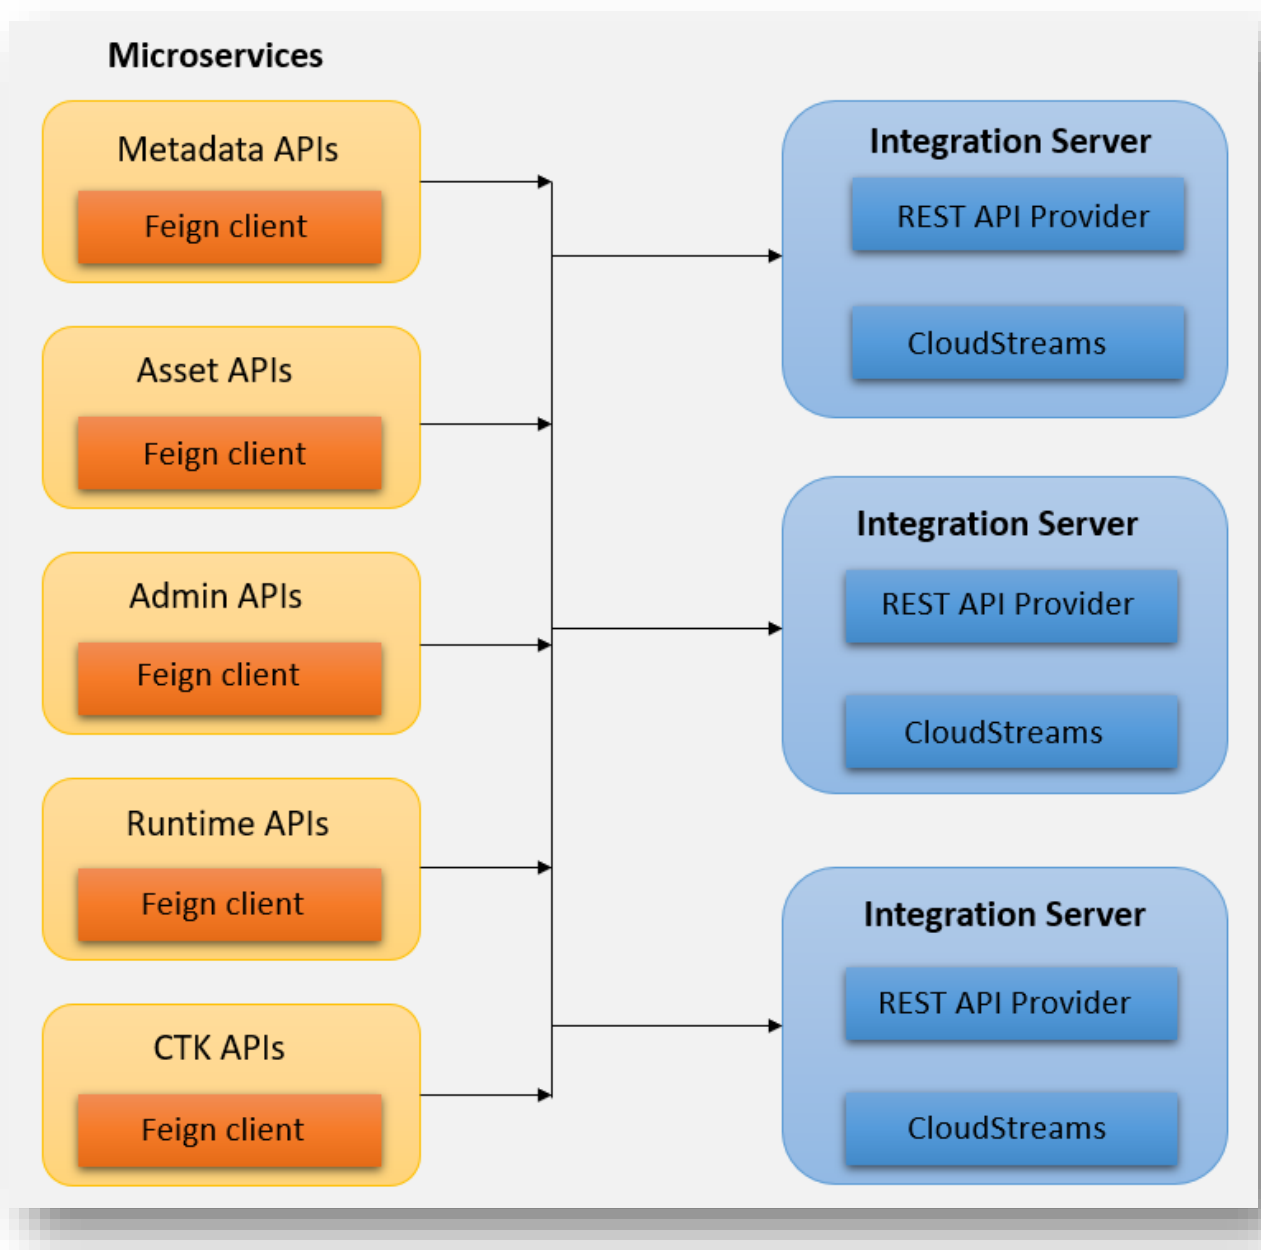 Microservices
Metadata APIs
Feign client
Asset APIs
Feign client
Admin APIs
Feign client
Runtime APIs
Feign client
CTK APIs
Feign client
Integration Server
REST API Provider
CloudStreams
Integration Server
REST API Provider
CloudStreams
Integration Server
REST API Provider
CloudStreams